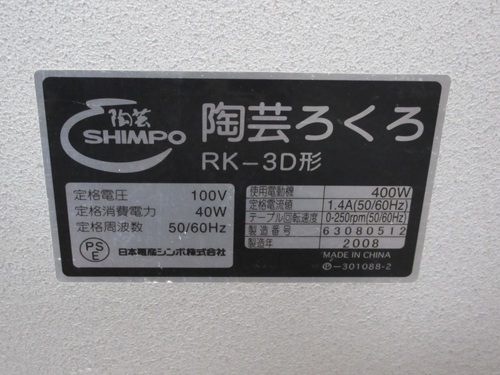 陶芸
SHIMPO
陶芸ろくろ
RK-3D形
定格電圧 100V
定格消費電力 40W
定格周波数 50/60Hz
PS
E
日本電産シンポ株式会社
使用電動機 400W
定格電流値 1.4A(50/60Hz)
テーブル回転速度 0-250rpm(50/60Hz)
製造番号 63080512
製造年 2008
MADE IN CHINA
-301088-2